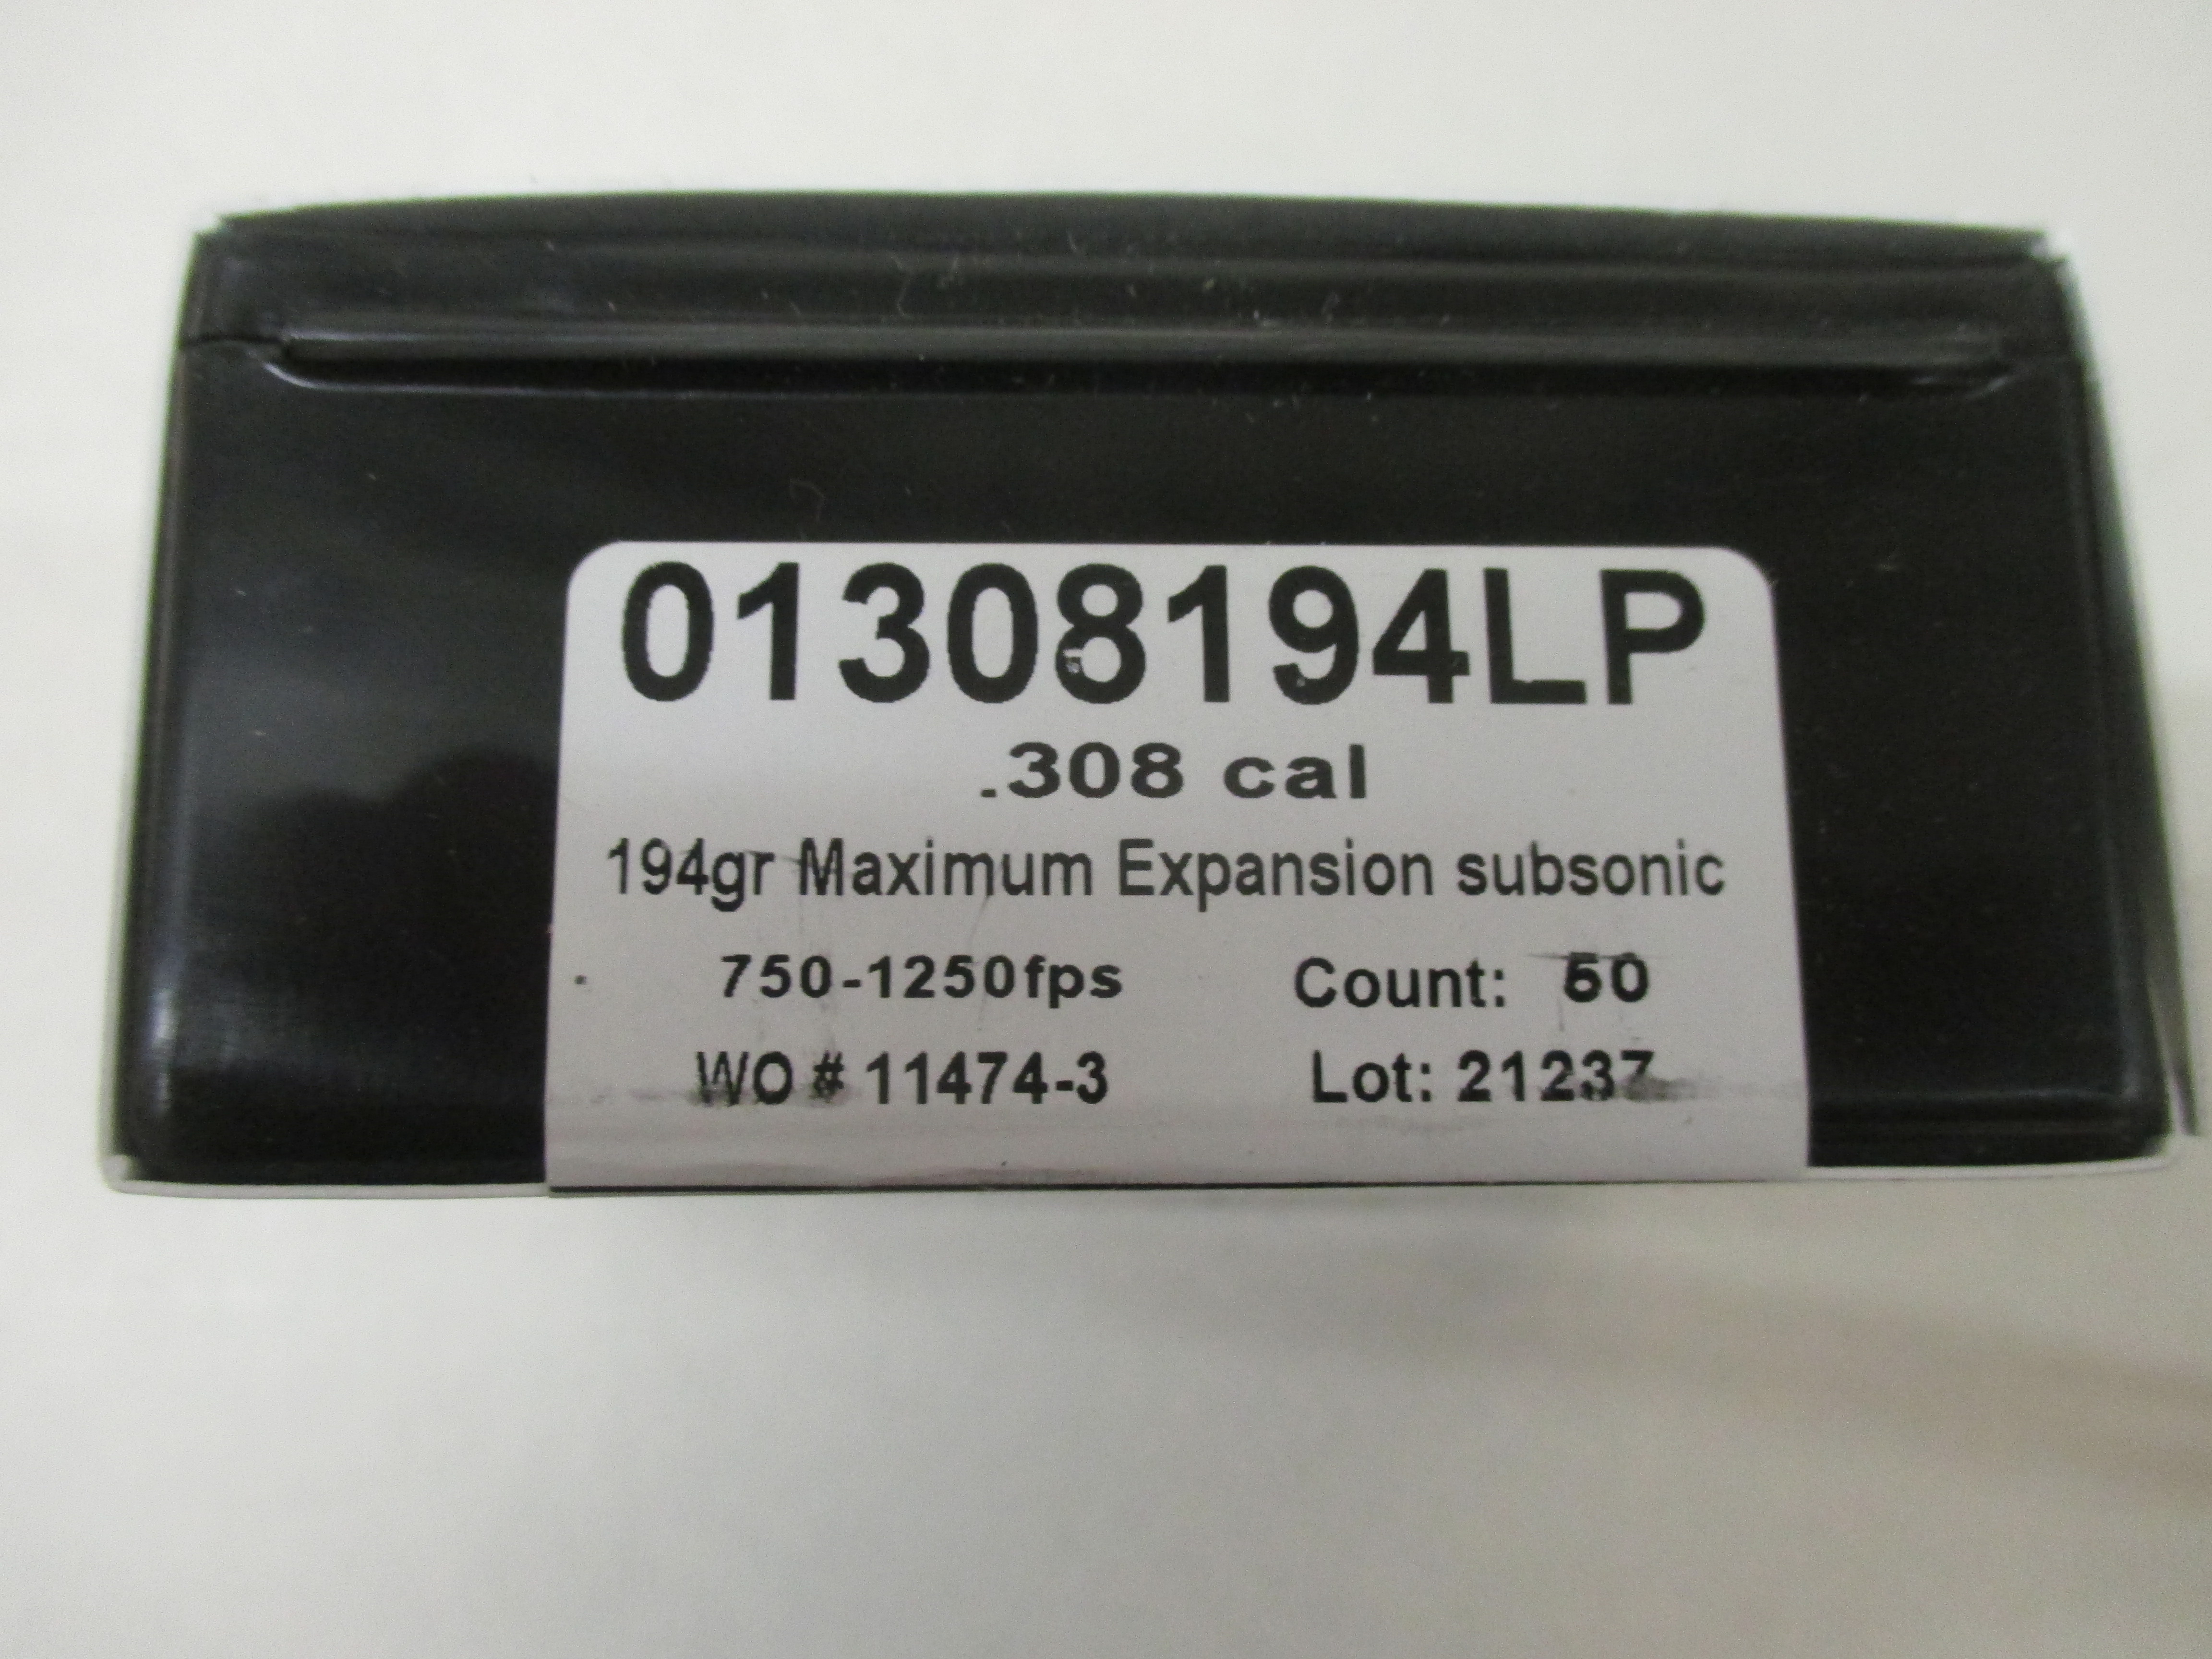 01308194LP
.308 cal
194gr Maximum Expansion subsonic
750-1250fps Count: 50
WO # 11474-3 Lot: 21237